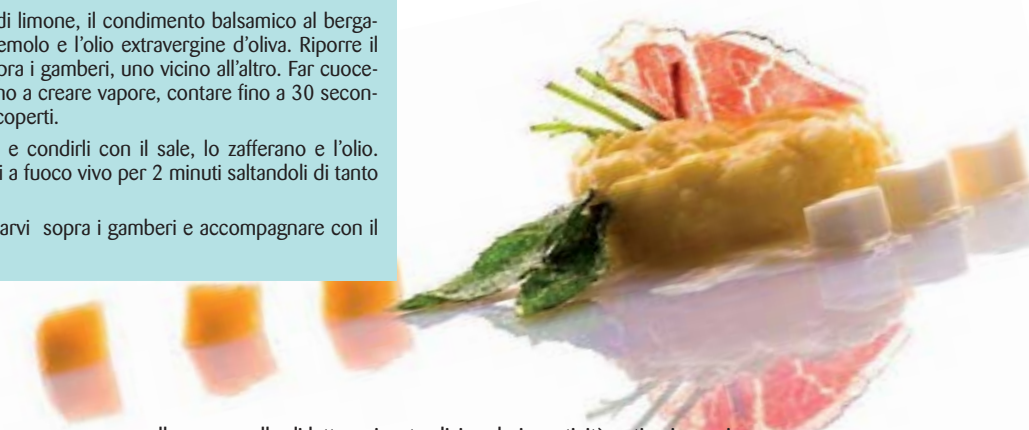 di limone, il condimento balsamico al berga-
emolo e l'olio extravergine d'oliva. Riporre il
pra i gamberi, uno vicino all'altro. Far cuoce-
no a creare vapore, contare fino a 30 secon-
coperti.
e condirli con il sale, lo zafferano e l'olio.
i a fuoco vivo per 2 minuti saltandoli di tanto
arvi sopra i gamberi e accompagnare con il